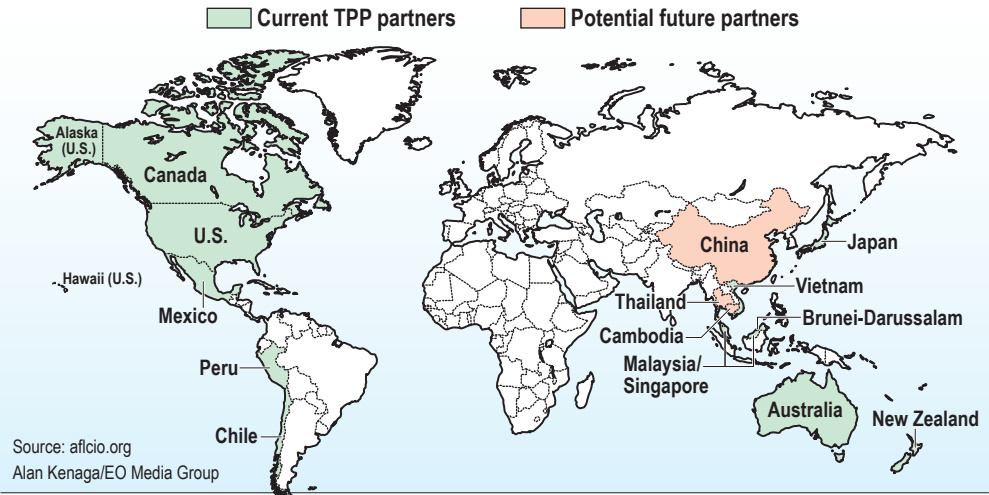 Current TPP partners
Potential future partners
Alaska
(U.S.)
Canada
U.S.
Hawaii (U.S.)
Mexico
Peru
Chile
China
Japan
Thailand
Vietnam
Cambodia
Brunei-Darussalam
Malaysia/
Singapore
Australia
New Zealand
Source: aflcio.org
Alan Kenaga/EO Media Group